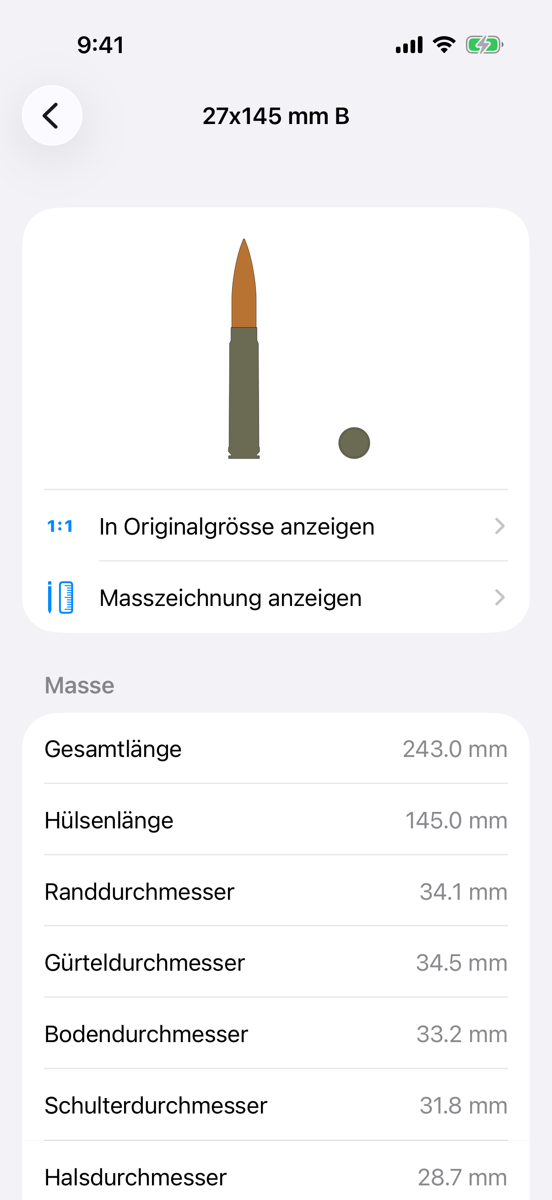 9:41
27x145 mm B
1:1 In Originalgrösse anzeigen
Masszeichnung anzeigen
Masse
Gesamtlänge 243.0 mm
Hülsenlänge 145.0 mm
Randdurchmesser 34.1 mm
Gürteldurchmesser 34.5 mm
Bodendurchmesser 33.2 mm
Schulterdurchmesser 31.8 mm
Halsdurchmesser 28.7 mm